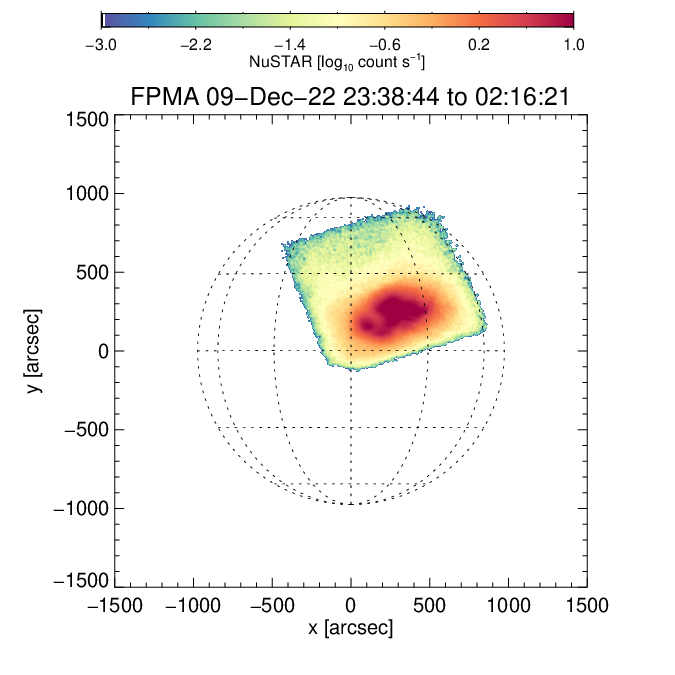 −3.0 −2.2 −1.4 −0.6 0.2 1.0
NuSTAR [log₁₀ count s⁻¹]
FPMA 09−Dec−22 23:38:44 to 02:16:21
1500
1000
500
0
−500
−1000
−1500
y [arcsec]
−1500 −1000 −500 0 500 1000 1500
x [arcsec]